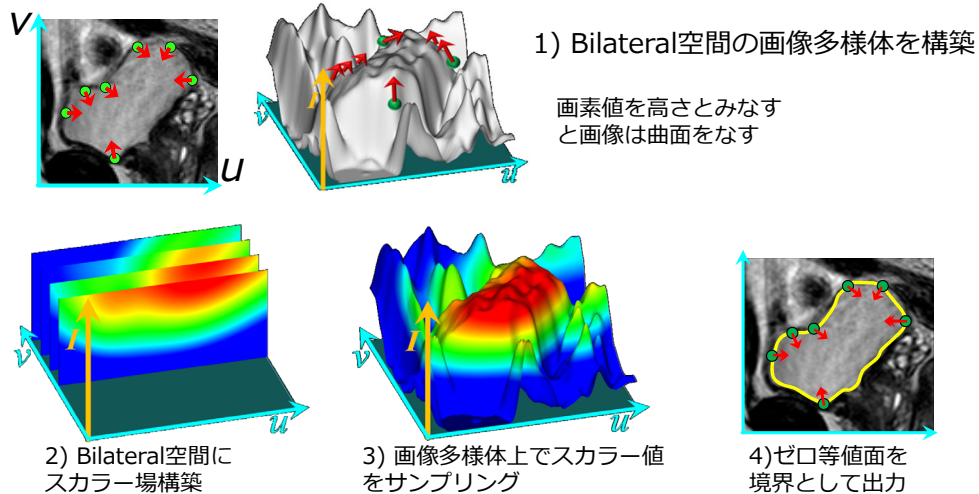 v
u
I
v
u
1) Bilateral空間の画像多様体を構築
画素値を高さとみなす
と画像は曲面をなす
I
v
u
2) Bilateral空間に
スカラー場構築
I
v
u
3) 画像多様体上でスカラー値
をサンプリング
4)ゼロ等値面を
境界として出力